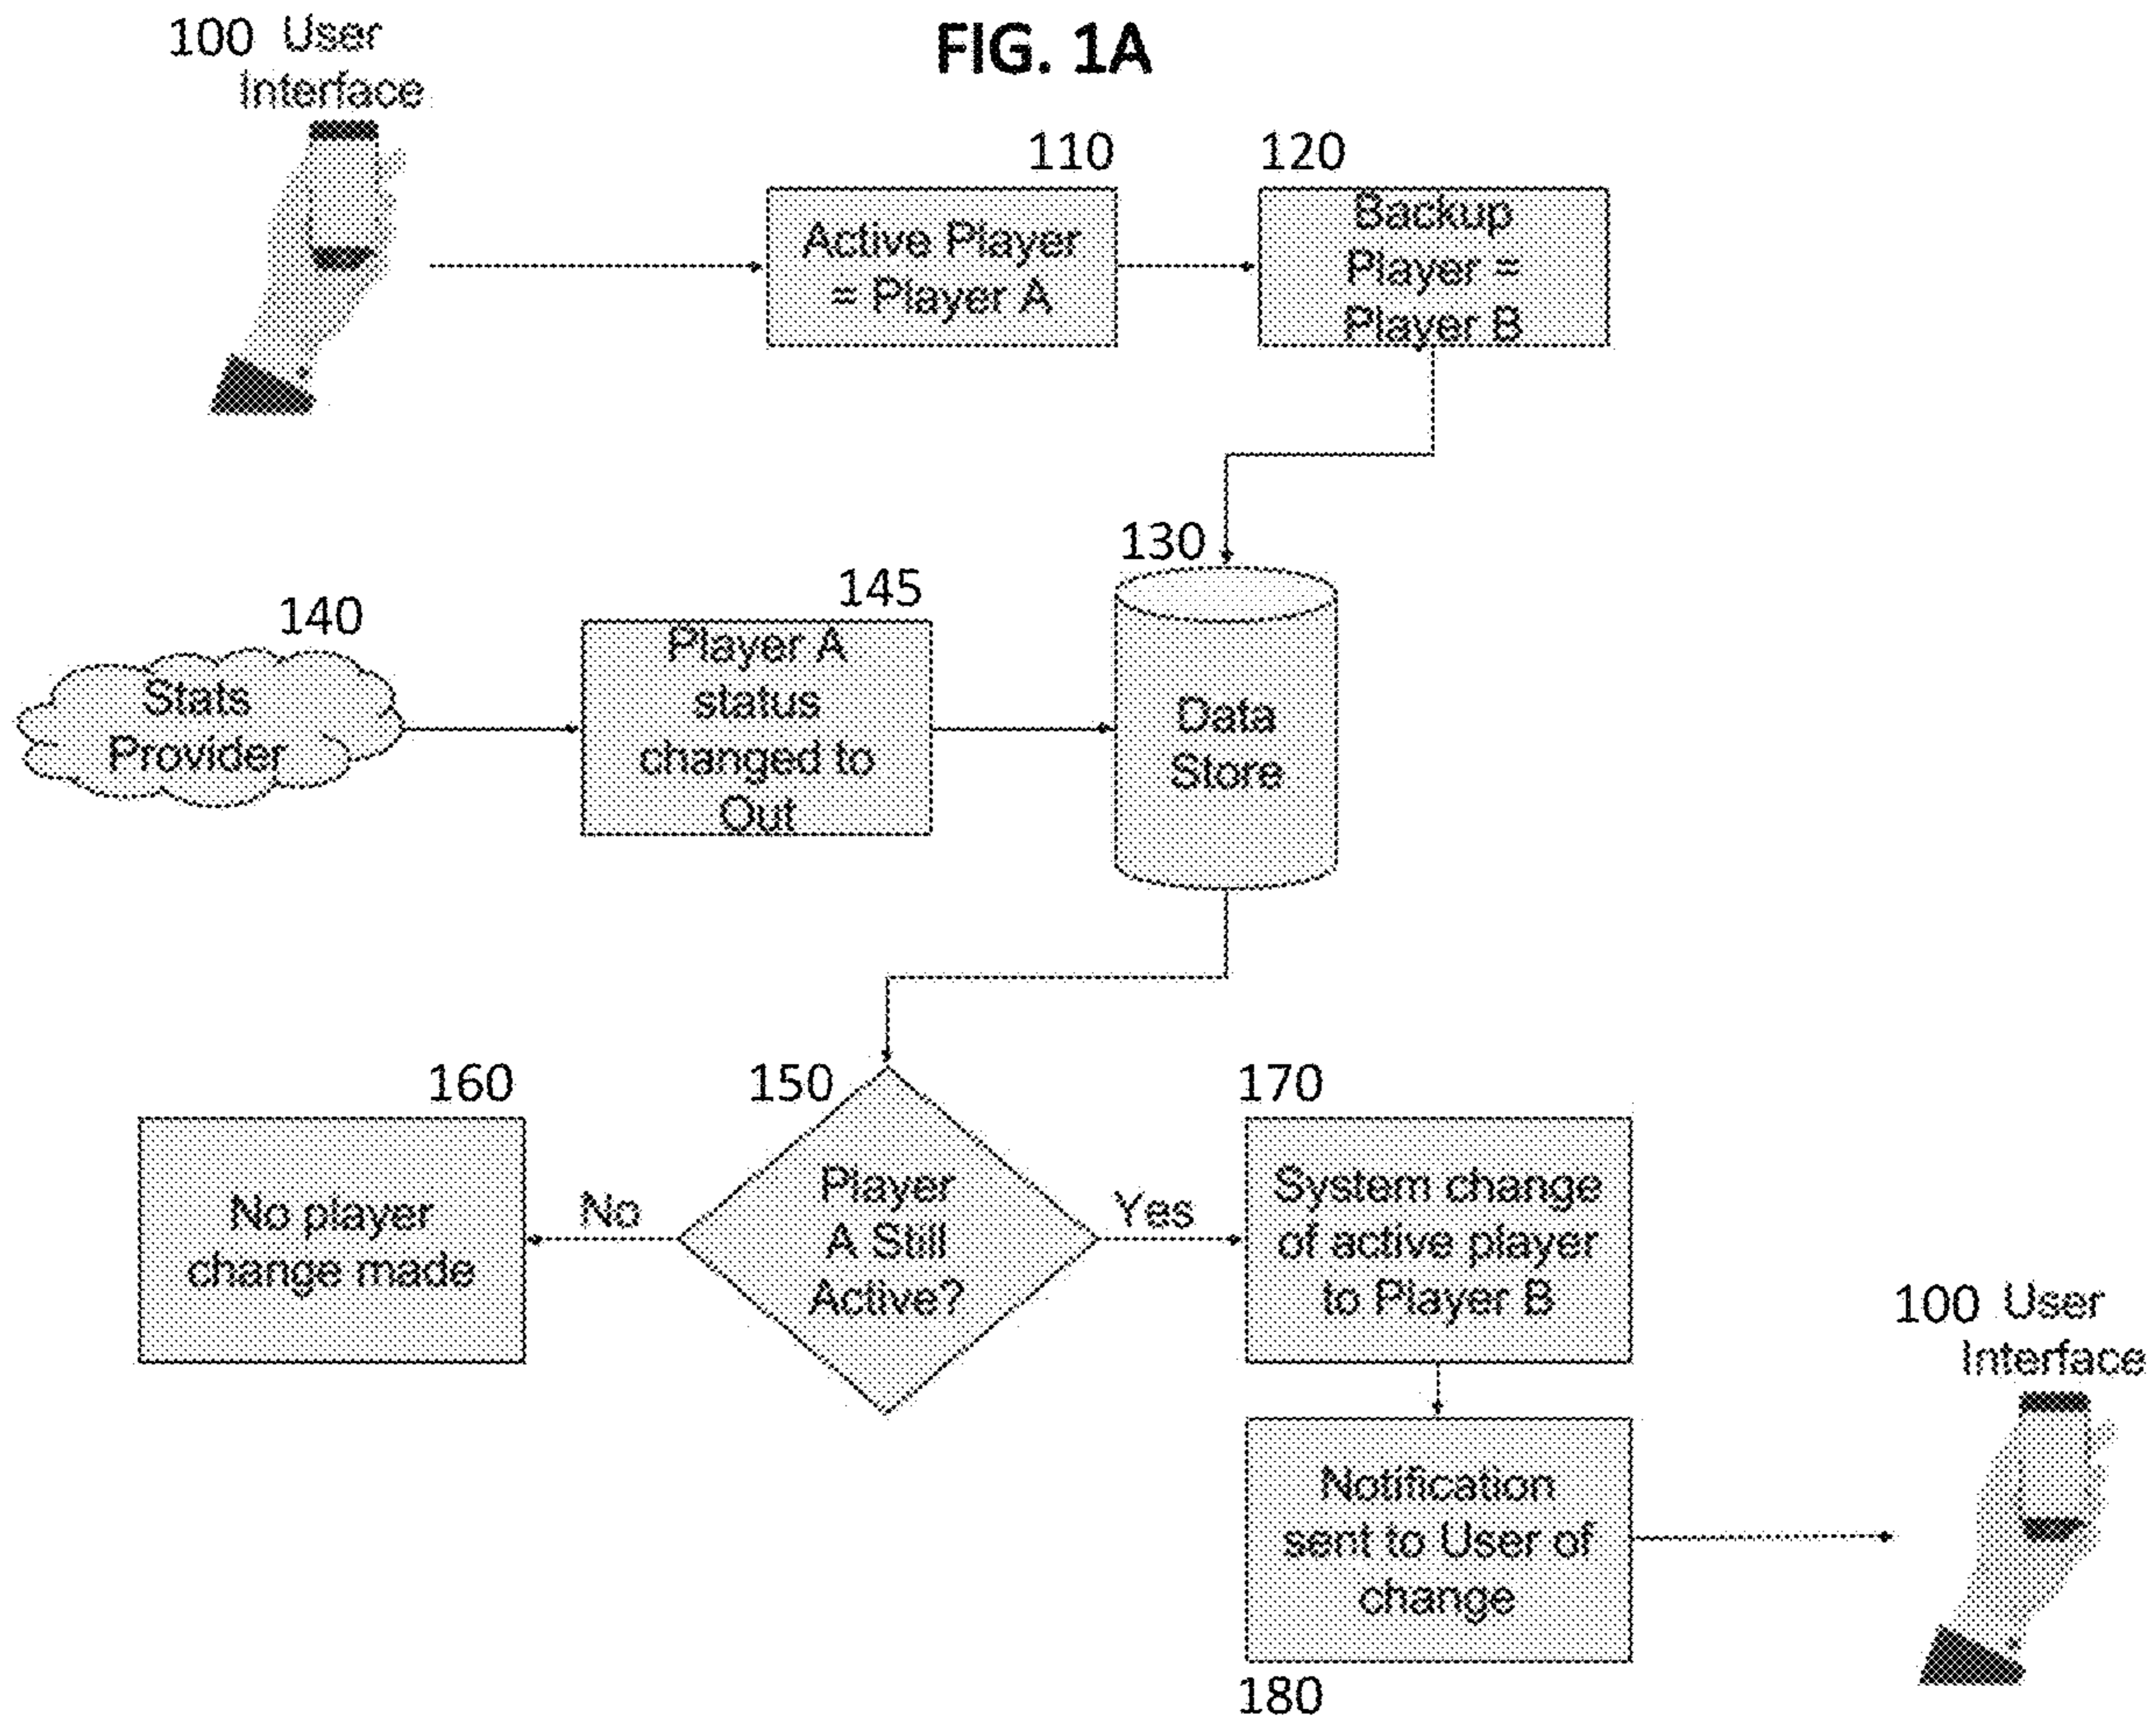 FIG. 1A
100 User
Interface
110
Active Player
= Player A
120
Backup
Player =
Player B
130
Data
Store
140
Stats
Provider
145
Player A
status
changed to
Out
150
Player
A Still
Active?
No
160
No player
change made
Yes
170
System change
of active player
to Player B
Notification
sent to User of
change
180
100 User
Interface